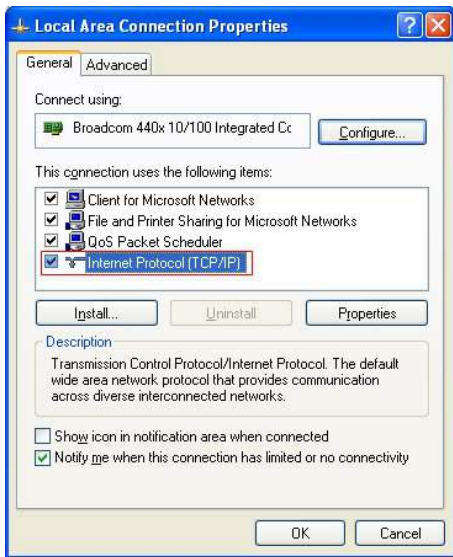 Local Area Connection Properties
General Advanced
Connect using:
Broadcom 440x 10/100 Integrated Cc
Configure...
This connection uses the following items:
Client for Microsoft Networks
File and Printer Sharing for Microsoft Networks
QoS Packet Scheduler
Internet Protocol (TCP/IP)
Install... Uninstall Properties
Description
Transmission Control Protocol/Internet Protocol. The default
wide area network protocol that provides communication
across diverse interconnected networks.
Show icon in notification area when connected
Notify me when this connection has limited or no connectivity
OK Cancel